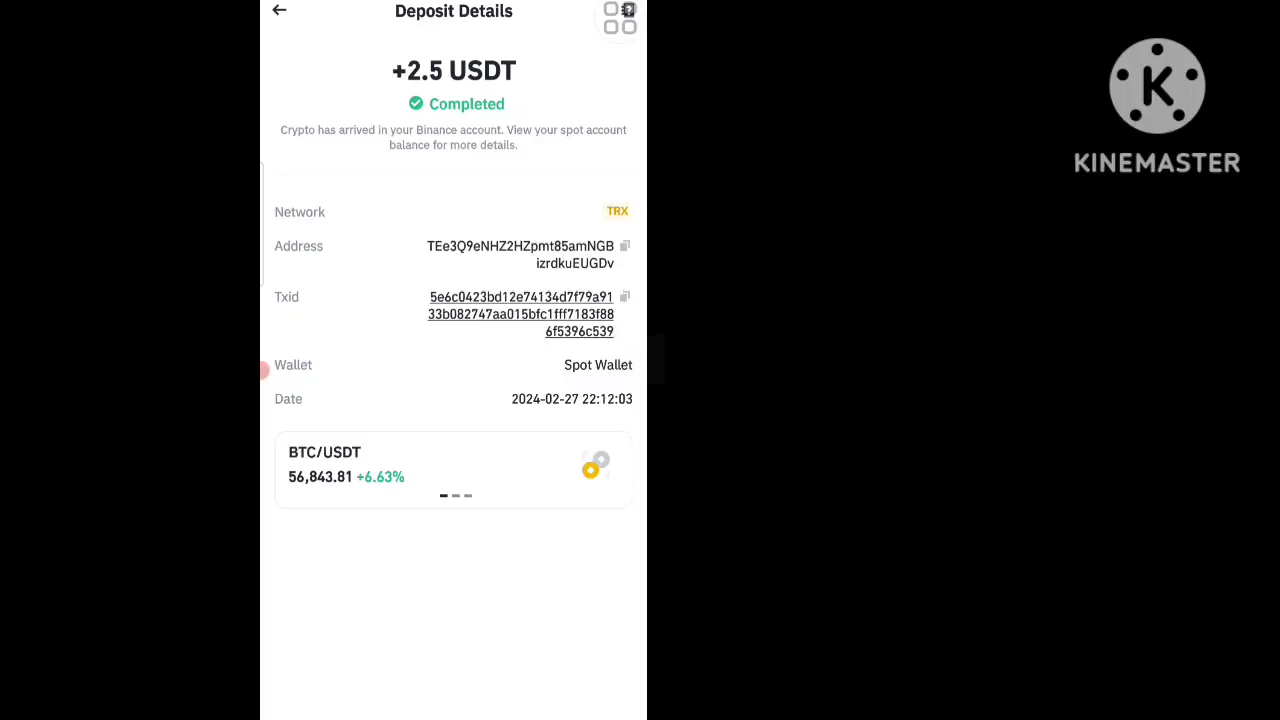 Deposit Details
+2.5 USDT
Completed
Crypto has arrived in your Binance account. View your spot account
balance for more details.
Network
TRX
Address
TEe3Q9eNHZ2HZpmt85amNGB
izrdkuEUGDv
Txid
5e6c0423bd12e74134d7f79a91
33b082747aa015bfc1fff7183f88
6f5396c539
Wallet
Spot Wallet
Date
2024-02-27 22:12:03
BTC/USDT
56,843.81 +6.63%
K
KINEMASTER